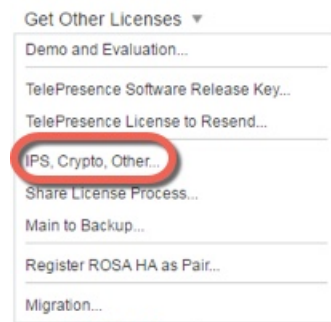 Get Other Licenses ▼
Demo and Evaluation...
TelePresence Software Release Key...
TelePresence License to Resend...
IPS, Crypto, Other...
Share License Process...
Main to Backup...
Register ROSA HA as Pair...
Migration...